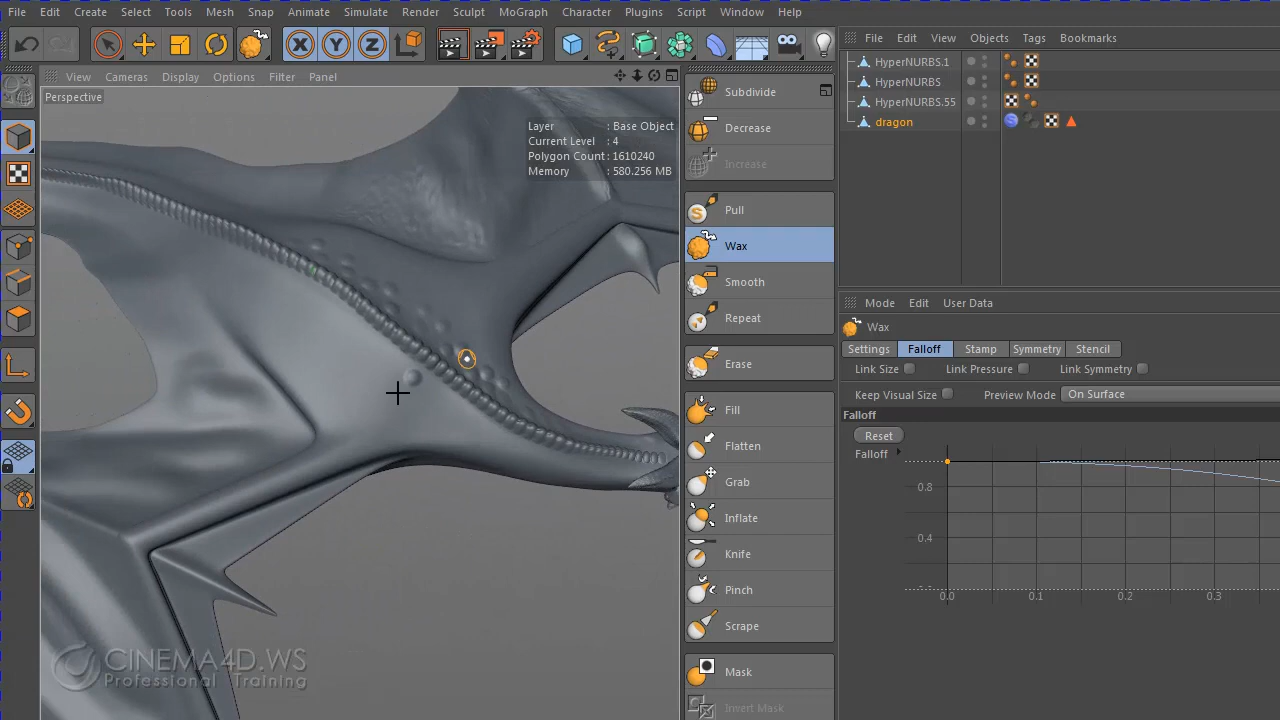 File Edit Create Select Tools Mesh Snap Animate Simulate Render Sculpt MoGraph Character Plugins Script Window Help
View Cameras Display Options Filter Panel
Perspective
Layer : Base Object
Current Level : 4
Polygon Count : 1610240
Memory : 580.256 MB
CINEMA4D.WS
Professional Training
Subdivide
Decrease
Increase
Pull
Wax
Smooth
Repeat
Erase
Fill
Flatten
Grab
Inflate
Knife
Pinch
Scrape
Mask
Invert Mask
File Edit View Objects Tags Bookmarks
HyperNURBS.1
HyperNURBS
HyperNURBS.55
dragon
Mode Edit User Data
Wax
Settings Falloff Stamp Symmetry Stencil
Link Size Link Pressure Link Symmetry
Keep Visual Size Preview Mode On Surface
Falloff
Reset
Falloff
0.8
0.4
0.0 0.1 0.2 0.3